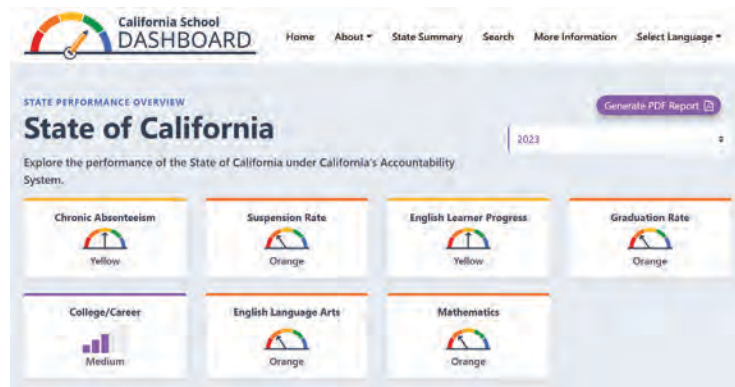 California School
DASHBOARD
Home About State Summary Search More Information Select Language
STATE PERFORMANCE OVERVIEW
Generate PDF Report
State of California
2023
Explore the performance of the State of California under California's Accountability
System.
Chronic Absenteeism Suspension Rate English Learner Progress Graduation Rate
Yellow Orange Yellow Orange
College/Career English Language Arts Mathematics
Medium Orange Orange